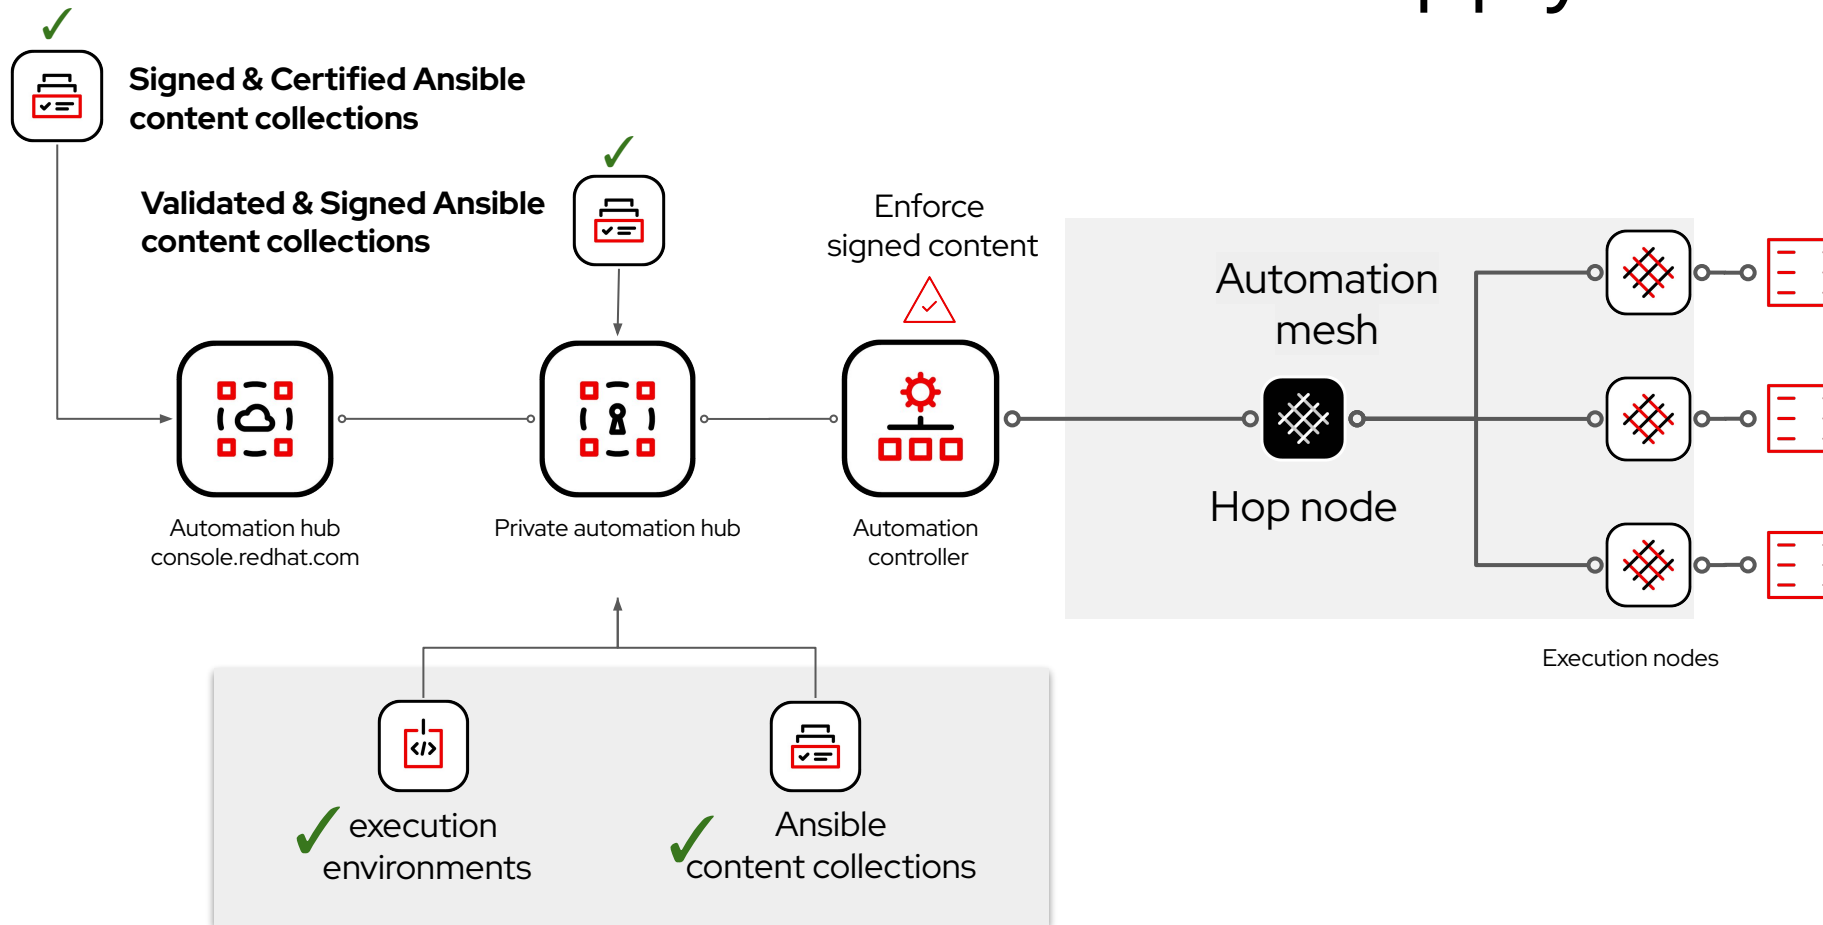 Signed & Certified Ansible
content collections
Validated & Signed Ansible
content collections
Enforce
signed content
Automation
mesh
Hop node
Automation hub
console.redhat.com
Private automation hub
Automation
controller
Execution nodes
execution
environments
Ansible
content collections